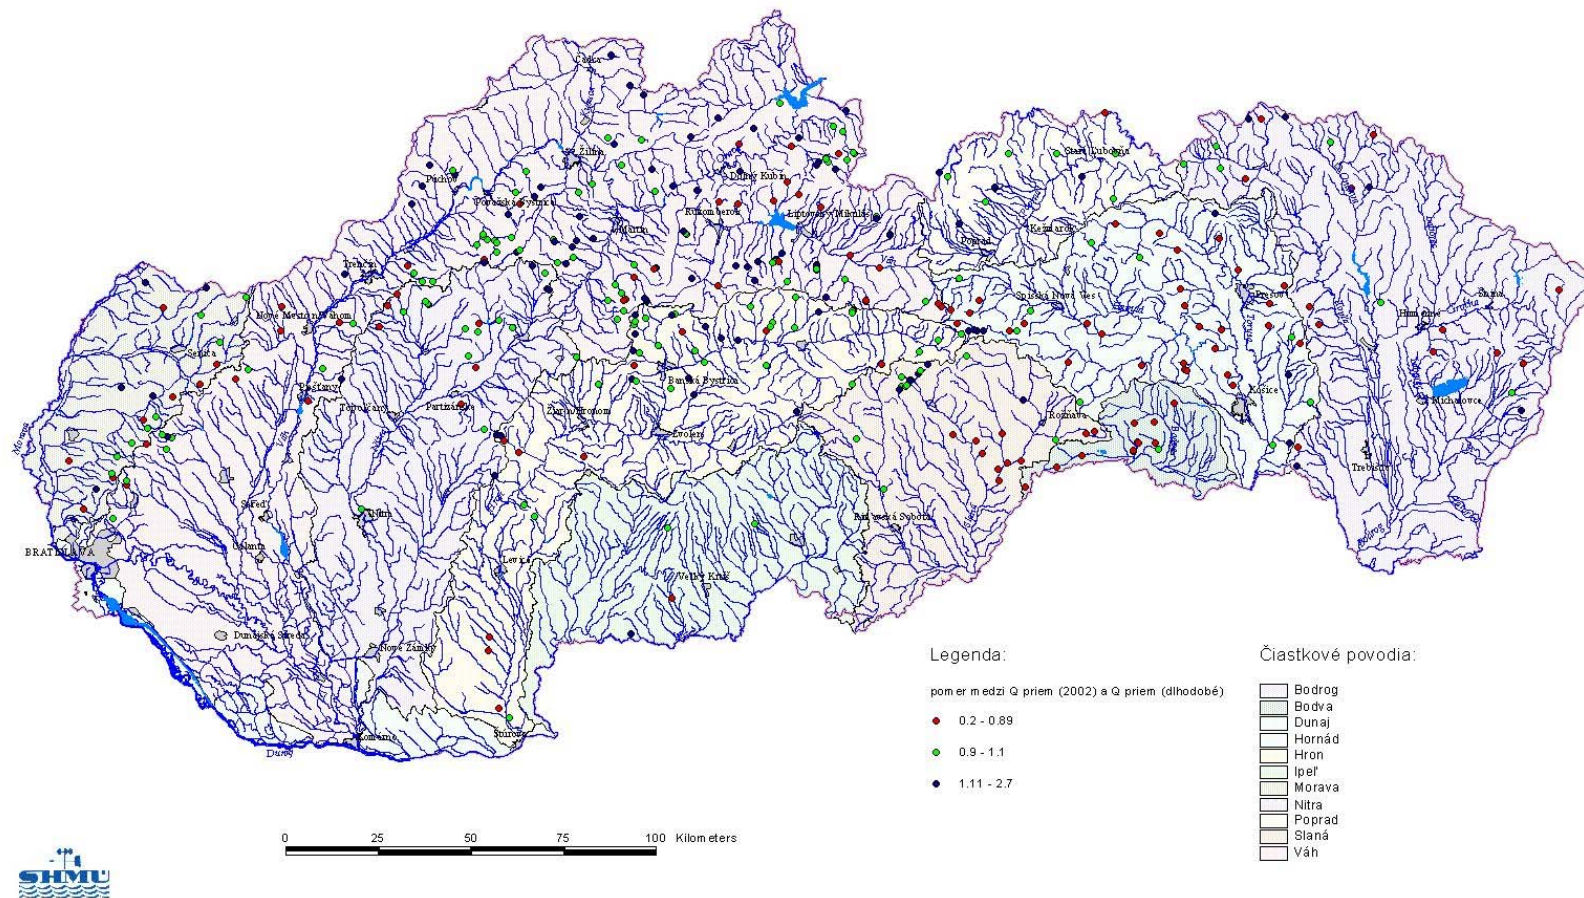 Čadca
Žilina
Púchov
Považská Bystrica
Dolný Kubín
Stará Ľubovňa
Ružomberok
Liptovský Mikuláš
Martin
Kežmarok
Poprad
Trenčín
Spišská Nová Ves
Prešov
Snina
Humenné
Nové Mesto n/Váhom
Senica
Piešťany
Topoľčany
Partizánske
Banská Bystrica
Žiar n/Hronom
Zvolen
Rožňava
Košice
Michalovce
Morava
Váh
Trebišov
Sereď
Nitra
Rimavská Sobota
BRATISLAVA
Galanta
Levice
Veľký Krtíš
Dunajská Streda
Nové Zámky
Komárno
Štúrovo
Dunaj
Legenda:
pomer medzi Q priem (2002) a Q priem (dlhodobé)
0.2 - 0.89
0.9 - 1.1
1.11 - 2.7
Čiastkové povodia:
Bodrog
Bodva
Dunaj
Hornád
Hron
Ipeľ
Morava
Nitra
Poprad
Slaná
Váh
0 25 50 75 100 Kilometers
SHMÚ